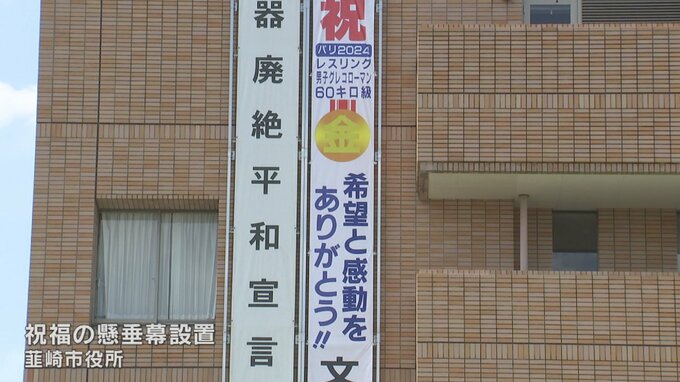 器廃絶平和宣言
祝
パリ2024
レスリング
男子グレコローマン
60キロ級
金
希望と感動を
ありがとう!!
文
祝福の懸垂幕設置
韮崎市役所